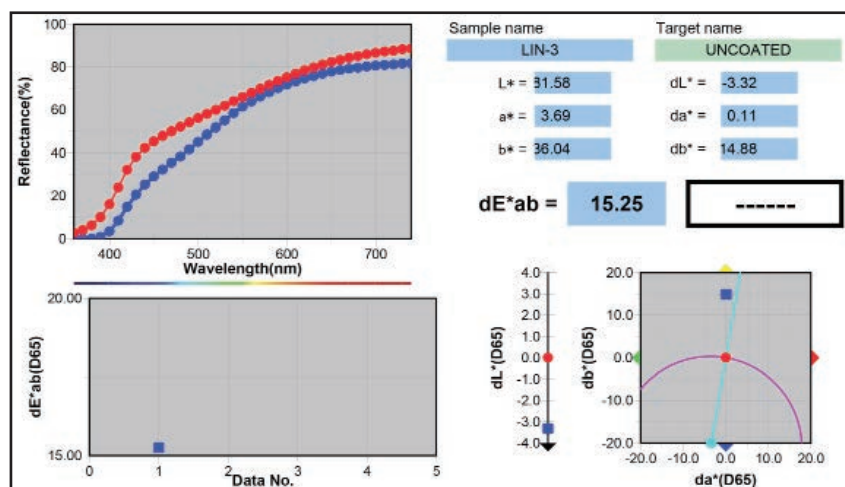 Sample name
Target name
LIN-3
UNCOATED
L* = 81.58
dL* = -3.32
a* = 3.69
da* = 0.11
b* = 36.04
db* = 14.88
dE*ab = 15.25
------
Reflectance(%)
100
80
60
40
20
0
400 500 600 700
Wavelength(nm)
dE*ab(D65)
20.00
15.00
0 1 2 3 4 5
Data No.
dL*(D65)
4.0
3.0
2.0
1.0
0.0
-1.0
-2.0
-3.0
-4.0
db*(D65)
20.0
10.0
0.0
-10.0
-20.0
-20.0 -10.0 0.0 10.0 20.0
da*(D65)